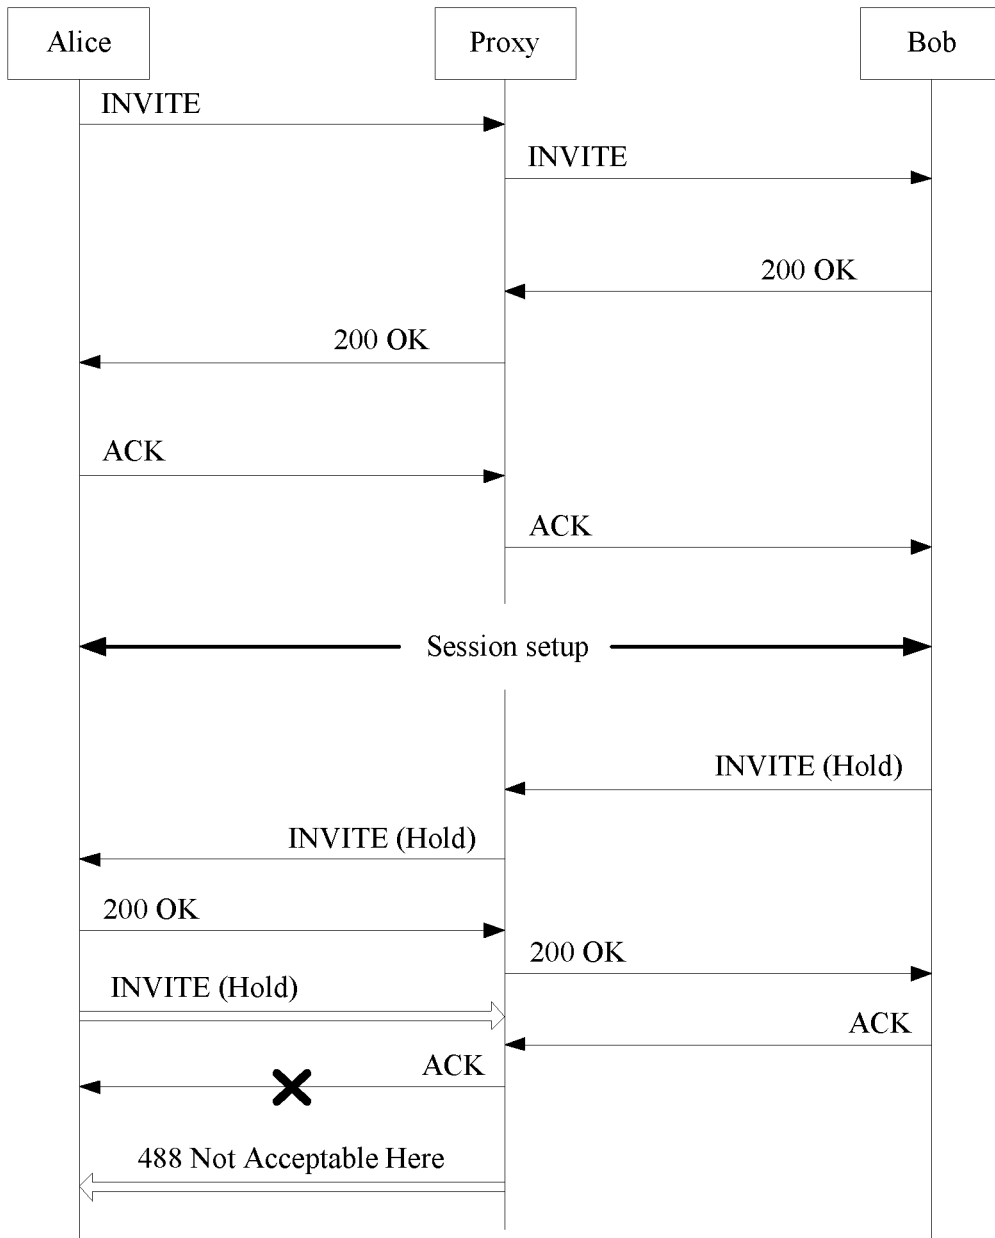 Alice
Proxy
Bob
INVITE
INVITE
200 OK
200 OK
ACK
ACK
Session setup
INVITE (Hold)
INVITE (Hold)
200 OK
200 OK
INVITE (Hold)
ACK
ACK
488 Not Acceptable Here